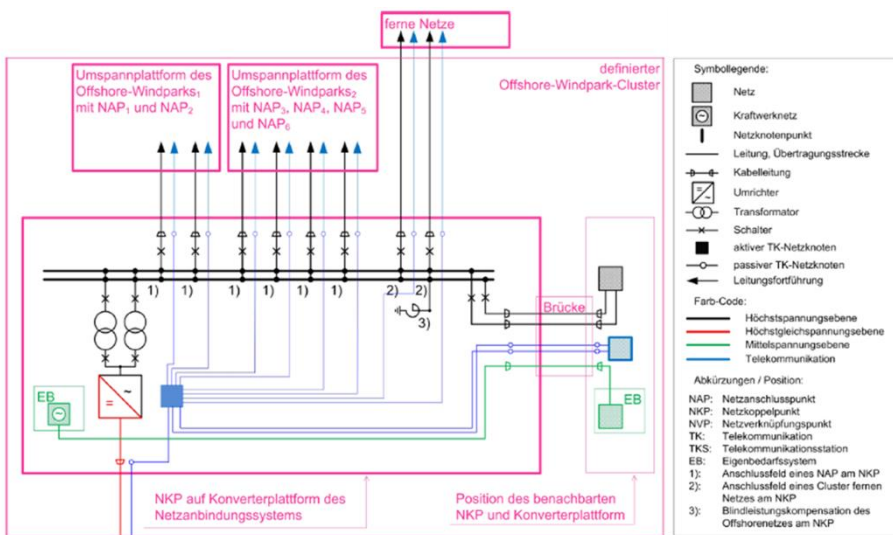 ferne Netze
definierter
Offshore-Windpark-Cluster
Umspannplattform des
Offshore-Windparks₁
mit NAP₁ und NAP₂
Umspannplattform des
Offshore-Windparks₂
mit NAP₃, NAP₄, NAP₅
und NAP₆
1)
1)
1)
1)
1)
1)
2)
2)
3)
Brücke
EB
EB
NKP auf Konverterplattform des
Netzanbindungssystems
Position des benachbarten
NKP und Konverterplattform
Symbollegende:
Netz
Kraftwerknetz
Netzknotenpunkt
Leitung, Übertragungsstrecke
Kabelleitung
Umrichter
Transformator
Schalter
aktiver TK-Netzknoten
passiver TK-Netzknoten
Leitungsfortführung
Farb-Code:
Höchstspannungsebene
Höchstgleichspannungsebene
Mittelspannungsebene
Telekommunikation
Abkürzungen / Position:
NAP: Netzanschlusspunkt
NKP: Netzkoppelpunkt
NVP: Netzverknüpfungspunkt
TK: Telekommunikation
TKS: Telekommunikationsstation
EB: Eigenbedarfssystem
1): Anschlussfeld eines NAP am NKP
2): Anschlussfeld eines Cluster fernen
Netzes am NKP
3): Blindleistungskompensation des
Offshorenetzes am NKP